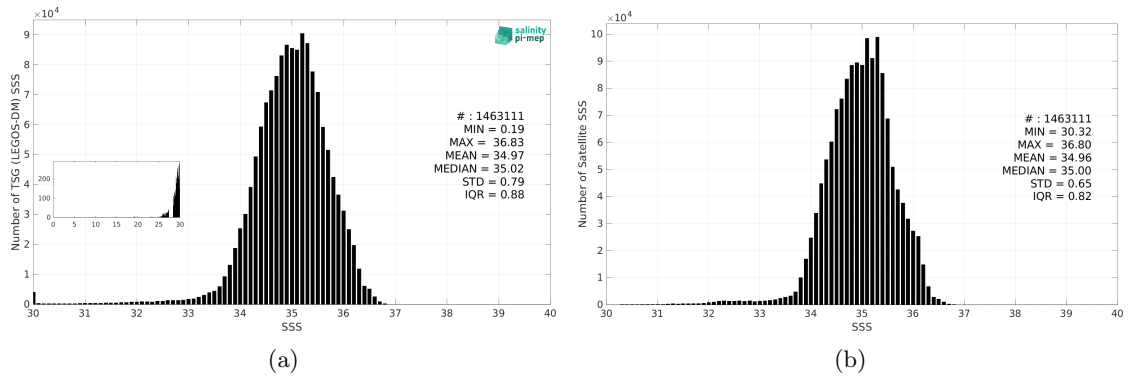 ×10⁴
9
8
7
6
5
4
3
2
1
0
Number of TSG (LEGOS-DM) SSS
salinity
pi-mep
# : 1463111
MIN = 0.19
MAX = 36.83
MEAN = 34.97
MEDIAN = 35.02
STD = 0.79
IQR = 0.88
200
100
0
0 5 10 15 20 25 30
30 31 32 33 34 35 36 37 38 39 40
SSS
(a)
×10⁴
10
9
8
7
6
5
4
3
2
1
0
Number of Satellite SSS
# : 1463111
MIN = 30.32
MAX = 36.80
MEAN = 34.96
MEDIAN = 35.00
STD = 0.65
IQR = 0.82
30 31 32 33 34 35 36 37 38 39 40
SSS
(b)